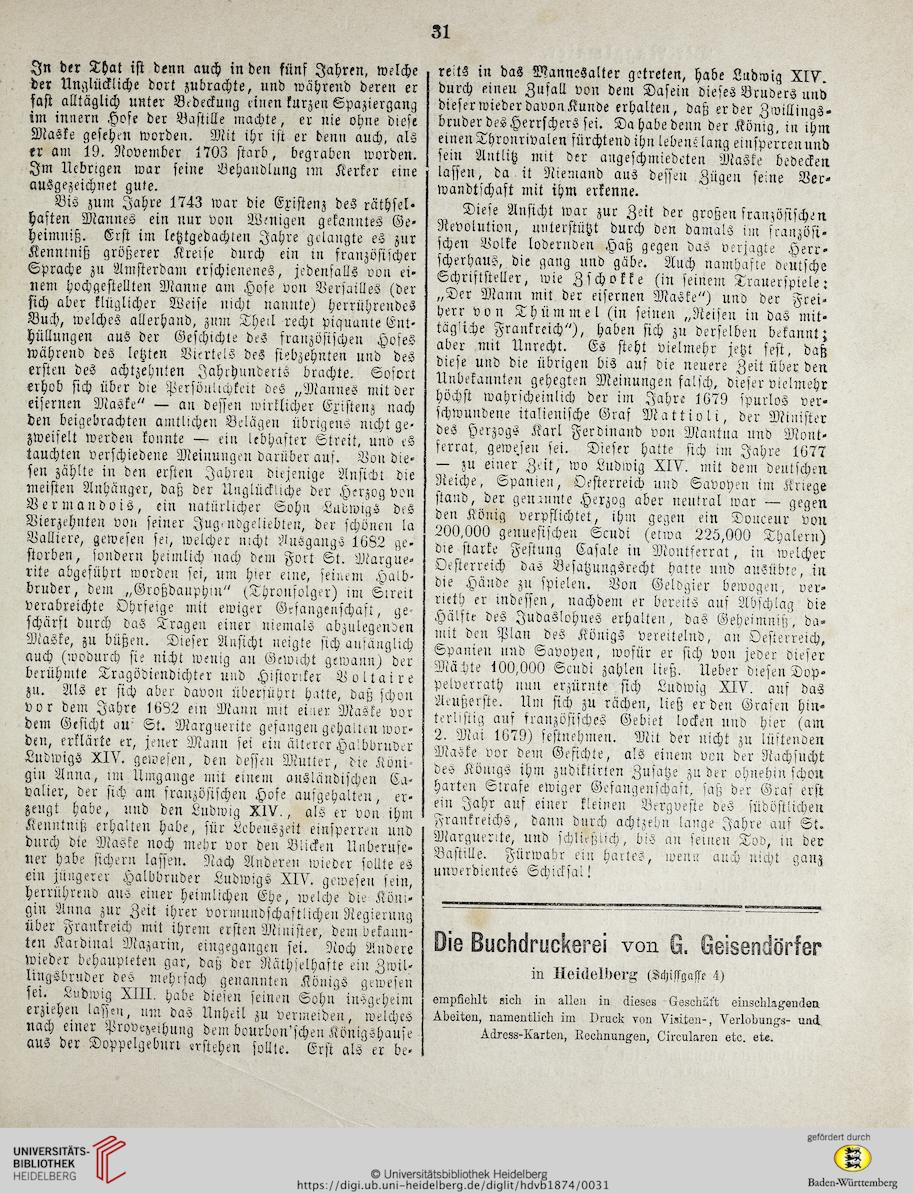 31
In der That ist denn auch in den fünf Jahren, welche
der Unglückliche dort zubrachte, und während deren er
fast alltäglich unter Bedeckung einen kurzen Spaziergang
im innern Hofe der Bastille machte, er nie ohne diese
Maske gesehen worden. Mit ihr ist er denn auch, als
er am 19. November 1703 starb, begraben worden.
Im Uebrigen war seine Behandlung im Kerker eine
ausgezeichnet gute.
Bis zum Jahre 1743 war die Existenz des räthsel-
haften Mannes ein nur von Wenigen gekanntes Ge-
heimniß. Erst im letztgedachten Jahre gelangte es zur
Kenntniß größerer Kreise durch ein in französischer
Sprache zu Amsterdam erschienenes, jedenfalls von ei-
nem hochgestellten Manne am Hofe von Versailles (der
sich aber klüglicher Weise nicht nannte) herrührendes
Buch, welches allerhand, zum Theil recht piquante Ent-
hüllungen aus der Geschichte des französischen Hofes
während des letzten Viertels des siebzehnten und des
ersten des achtzehnten Jahrhunderts brachte. Sofort
erhob sich über die Persönlichkeit des „Mannes mit der
eisernen Maske“ — an dessen wirklicher Existenz nach
den beigebrachten amtlichen Belägen übrigens nicht ge-
zweifelt werden konnte — ein lebhafter Streit, und es
tauchten verschiedene Meinungen darüber auf. Von die-
sen zählte in den ersten Jahren diejenige Ansicht die
meisten Anhänger, daß der Unglückliche der Herzog von
Vermandois, ein natürlicher Sohn Ludwigs des
Vierzehnten von seiner Jugendgeliebten, der schönen la
Valliere, gewesen sei, welcher nicht Ausgangs 1682 ge-
storben, sondern heimlich nach dem Fort St. Margue-
rite abgeführt worden sei, um hier eine, seinem Halb-
bruder, dem „Großdauphin“ (Thronfolger) im Streit
verabreichte Ohrfeige mit ewiger Gefangenschaft, ge-
schärft durch das Tragen einer niemals abzulegenden
Maske, zu büßen. Dieser Ansicht neigte sich anfänglich
auch (wodurch sie nicht wenig an Gewicht gewann) der
berühmte Tragödiendichter und Historiker Voltaire
zu. Als er sich aber davon überführt hatte, daß schon
vor dem Jahre 1682 ein Mann mit einer Maske vor
dem Gesicht auf St. Marguerite gefangen gehalten wor-
den, erklärte er, jener Mann sei ein älterer Halbbruder
Ludwigs XIV. gewesen, den dessen Mutter, die Köni-
gin Anna, im Umgange mit einem ausländischen Ca-
valier, der sich am französischen Hofe aufgehalten, er-
zeugt habe, und den Ludwig XIV., als er von ihm
Kenntniß erhalten habe, für Lebenszeit einsperren und
durch die Maske noch mehr vor den Blicken Unberufe-
ner habe sichern lassen. Nach Anderen wieder sollte es
ein jüngerer Halbbruder Ludwigs XIV. gewesen sein,
herrührend aus einer heimlichen Ehe, welche die Köni-
gin Anna zur Zeit ihrer vormundschaftlichen Regierung
über Frankreich mit ihrem ersten Minister, dem bekann-
ten Kardinal Mazarin, eingegangen sei. Noch Andere
wieder behaupteten gar, daß der Räthselhafte ein Zwil-
lingsbruder des mehrfach genannten Königs gewesen
sei. Ludwig XIII. habe diesen seinen Sohn insgeheim
erziehen lassen, um das Unheil zu vermeiden, welches
nach einer Provezeihung dem bourbon'schen Königshause
aus der Doppelgeburt erstehen sollte. Erst als er be-
reits in das Mannesalter getreten, habe Ludwig XIV.
durch einen Zufall von dem Dasein dieses Bruders und
dieser wieder davon Kunde erhalten, daß er der Zwillings-
bruder des Herrschers sei. Da habe denn der König, in ihm
einen Thronrivalen fürchtend ihn lebenslang einsperren und
sein Antlitz mit der angeschmiedeten Maske bedecken
lassen, da it Niemand aus dessen Zügen seine Ver-
wandtschaft mit ihm erkenne.
Diese Ansicht war zur Zeit der großen französischen
Revolution, unterstützt durch den damals im französi-
schen Volke lodernden Haß gegen das verjagte Herr-
scherhaus, die gang und gäbe. Auch namhafte deutsche
Schriftsteller, wie Zschokke (in seinem Trauerspiele:
„Der Mann mit der eisernen Maske“) und der Frei-
herr von Thümmel (in seinen „Reisen in das mit-
tägliche Frankreich“), haben sich zu derselben bekannt;
aber mit Unrecht. Es steht vielmehr jetzt fest, daß
diese und die übrigen bis auf die neuere Zeit über den
Unbekannten gehegten Meinungen falsch, dieser vielmehr
höchst wahrscheinlich der im Jahre 1679 spurlos ver-
schwundene italienische Graf Mattioli, der Minister
des Herzogs Karl Ferdinand von Mantua und Mont-
ferrat, gewesen sei. Dieser hatte sich im Jahre 1677
— zu einer Zeit, wo Ludwig XIV. mit dem deutschen
Reiche, Spanien, Oesterreich und Savoyen im Kriege
stand, der genannte Herzog aber neutral war — gegen
den König verpflichtet, ihm gegen ein Douceur von
200,000 genuesischen Scudi (etwa 225,000 Thalern)
die starke Festung Casale in Montferrat, in welcher
Oesterreich das Besatzungsrecht hatte und ausübte, in
die Hände zu spielen. Von Geldgier bewogen, ver-
rieth er indessen, nachdem er bereits auf Abschlag die
Hälfte des Judaslohnes erhalten, das Geheimniß, da-
mit den Plan des Königs vereitelnd, an Oesterreich,
Spanien und Savoyen, wofür er sich von jeder dieser
Mächte 100,000 Scudi zahlen ließ. Ueber diesen Dop-
pelverrath nun erzürnte sich Ludwig XIV. auf das
Aeußerste. Um sich zu rächen, ließ er den Grafen hin-
terlistig auf französisches Gebiet locken und hier (am
2. Mai 1679) festnehmen. Mit der nicht zu lüftenden
Maske vor dem Gesichte, als einem von der Rachsucht
des Königs ihm zudiktirten Zusatze zu der ohnehin schon
harten Strafe ewiger Gefangenschaft, saß der Graf erst
ein Jahr auf einer kleinen Bergveste des südöstlichen
Frankreichs, dann durch achtzehn lange Jahre auf St.
Marguerite, und schließlich, bis an seinen Tod, in der
Bastille. Fürwahr ein hartes, wenn auch nicht ganz
unverdientes Schicksal!
Die Buchdruckerei von G. Geisendörfer
in Heidelberg (Schiffgasse 4)
empfiehlt sich in allen in dieses Geschäft einschlagenden
Abeiten, namentlich im Druck von Visiten-, Verlobungs- und
Adress-Karten, Rechnungen, Circularen etc. etc.
UNIVERSITÄTS-
BIBLIOTHEK
HEIDELBERG
© Universitätsbibliothek Heidelberg
https://digi.ub.uni-heidelberg.de/diglit/hdvb1874/0031
gefördert durch
Baden-Württemberg